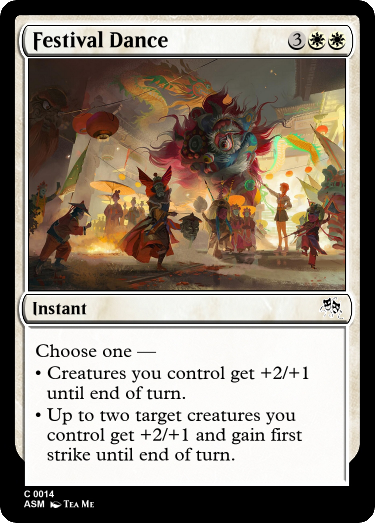 Festival Dance 3
Instant
Choose one —
• Creatures you control get +2/+1
until end of turn.
• Up to two target creatures you
control get +2/+1 and gain first
strike until end of turn.
C 0014
ASM Tea Me